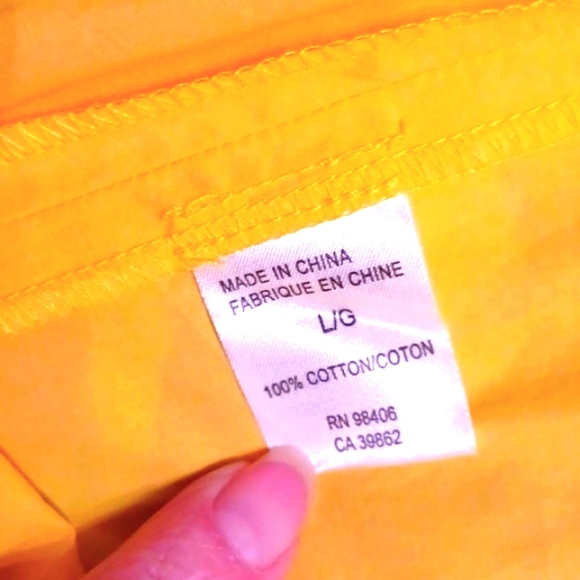 MADE IN CHINA
FABRIQUE EN CHINE
L/G
100% COTTON/COTON
RN 98406
CA 39862